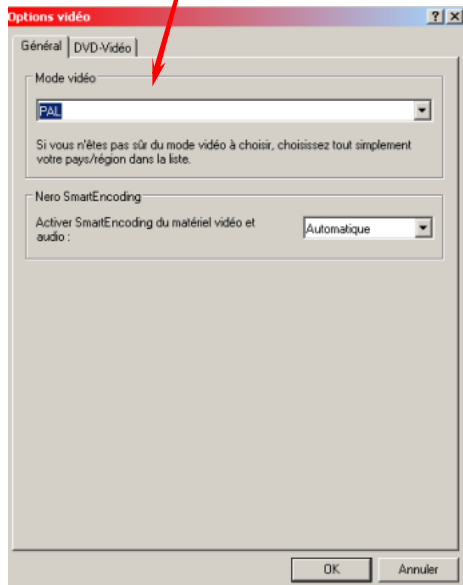 Options vidéo
Général
DVD-Vidéo
Mode vidéo
PAL
Si vous n'êtes pas sûr du mode vidéo à choisir, choisissez tout simplement
votre pays/région dans la liste.
Nero SmartEncoding
Activer SmartEncoding du matériel vidéo et
audio :
Automatique
OK
Annuler